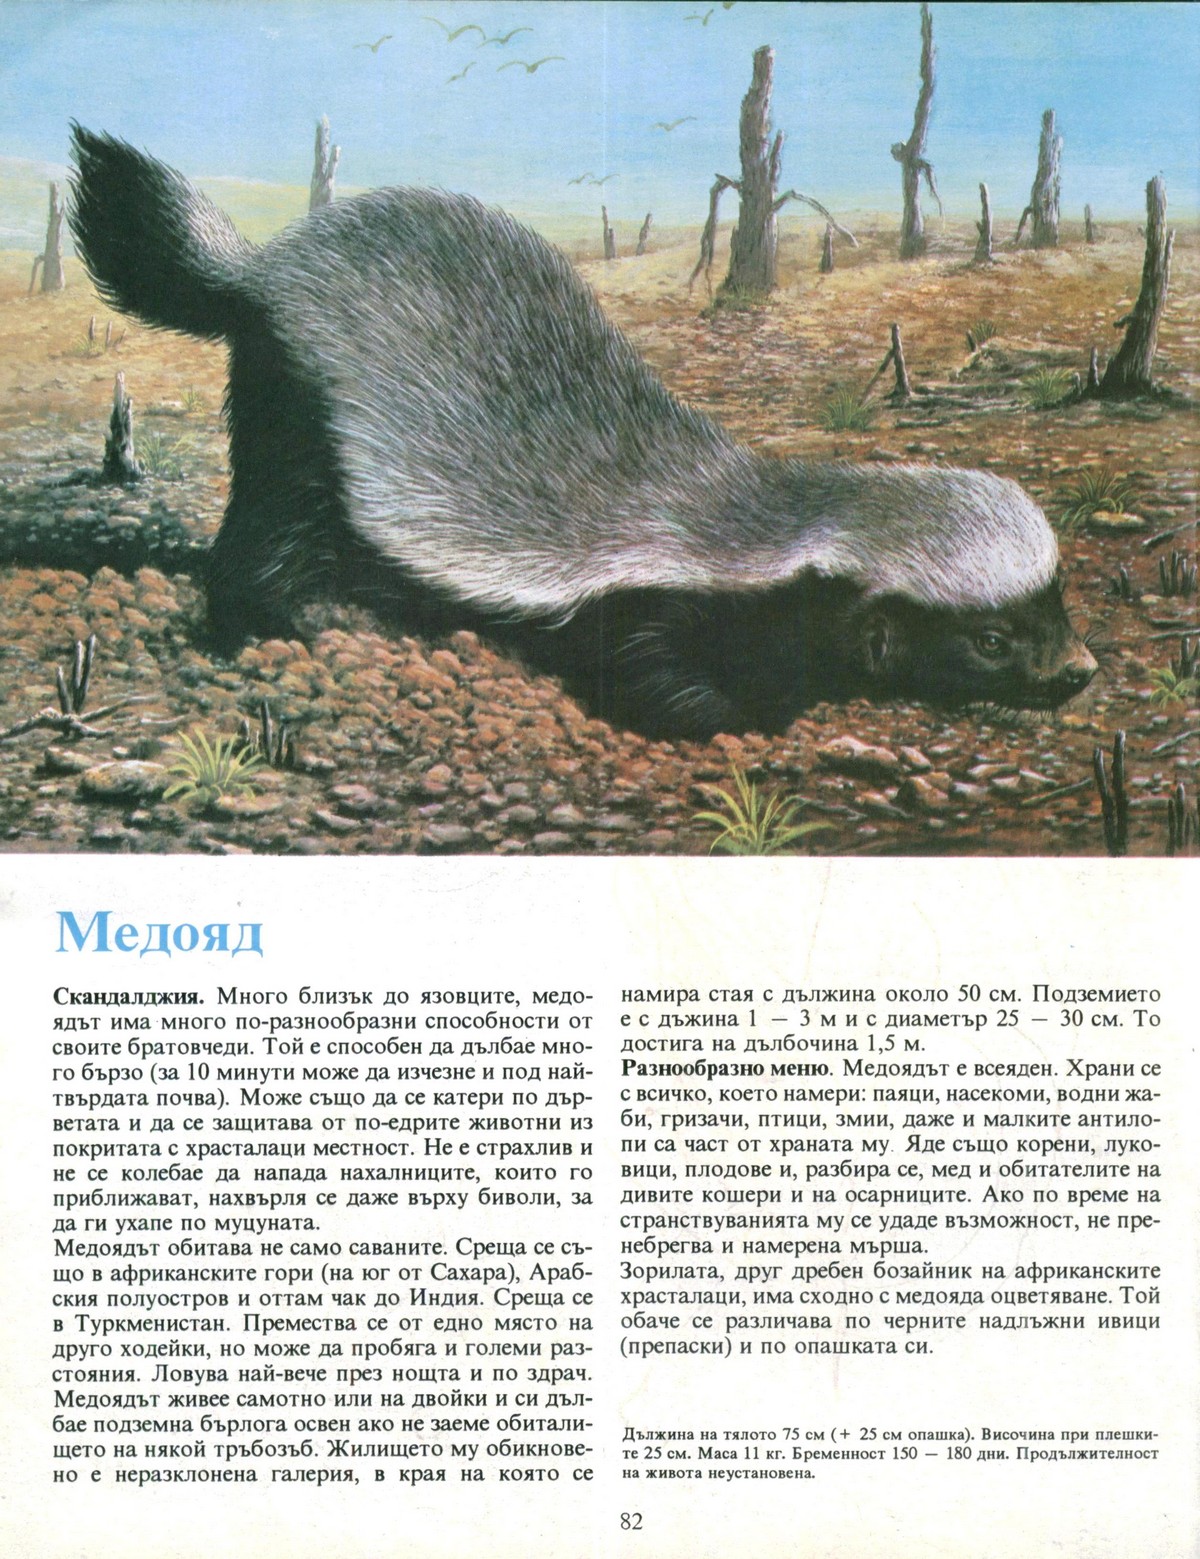 Медояд
Скандалджия. Много близък до язовците, медо-
ядът има много по-разнообразни способности от
своите братовчеди. Той е способен да дълбае мно-
го бързо (за 10 минути може да изчезне и под най-
твърдата почва). Може също да се катери по дър-
ветата и да се защитава от по-едрите животни из
покритата с храсталаци местност. Не е страхлив и
не се колебае да напада нахалниците, които го
приближават, нахвърля се даже върху биволи, за
да ги ухапе по муцуната.
Медоядът обитава не само саваните. Среща се съ-
що в африканските гори (на юг от Сахара), Араб-
ския полуостров и оттам чак до Индия. Среща се
в Туркменистан. Премества се от едно място на
друго ходейки, но може да пробяга и големи раз-
стояния. Ловува най-вече през нощта и по здрач.
Медоядът живее самотно или на двойки и си дъл-
бае подземна бърлога освен ако не заеме обитали-
щето на някой тръбозъб. Жилището му обикнове-
но е неразклонена галерия, в края на която се
намира стая с дължина около 50 см. Подземието
е с дъжина 1 — 3 м и с диаметър 25 — 30 см. То
достига на дълбочина 1,5 м.
Разнообразно меню. Медоядът е всеяден. Храни се
с всичко, което намери: паяци, насекоми, водни жа-
би, гризачи, птици, змии, даже и малките антило-
пи са част от храната му. Яде също корени, луко-
вици, плодове и, разбира се, мед и обитателите на
дивите кошери и на осарниците. Ако по време на
странствуванията му се удаде възможност, не пре-
небрегва и намерена мърша.
Зорилата, друг дребен бозайник на африканските
храсталаци, има сходно с медояда оцветяване. Той
обаче се различава по черните надлъжни ивици
(препаски) и по опашката си.
Дължина на тялото 75 см (+ 25 см опашка). Височина при плешки-
те 25 см. Маса 11 кг. Бременност 150 — 180 дни. Продължителност
на живота неустановена.
82